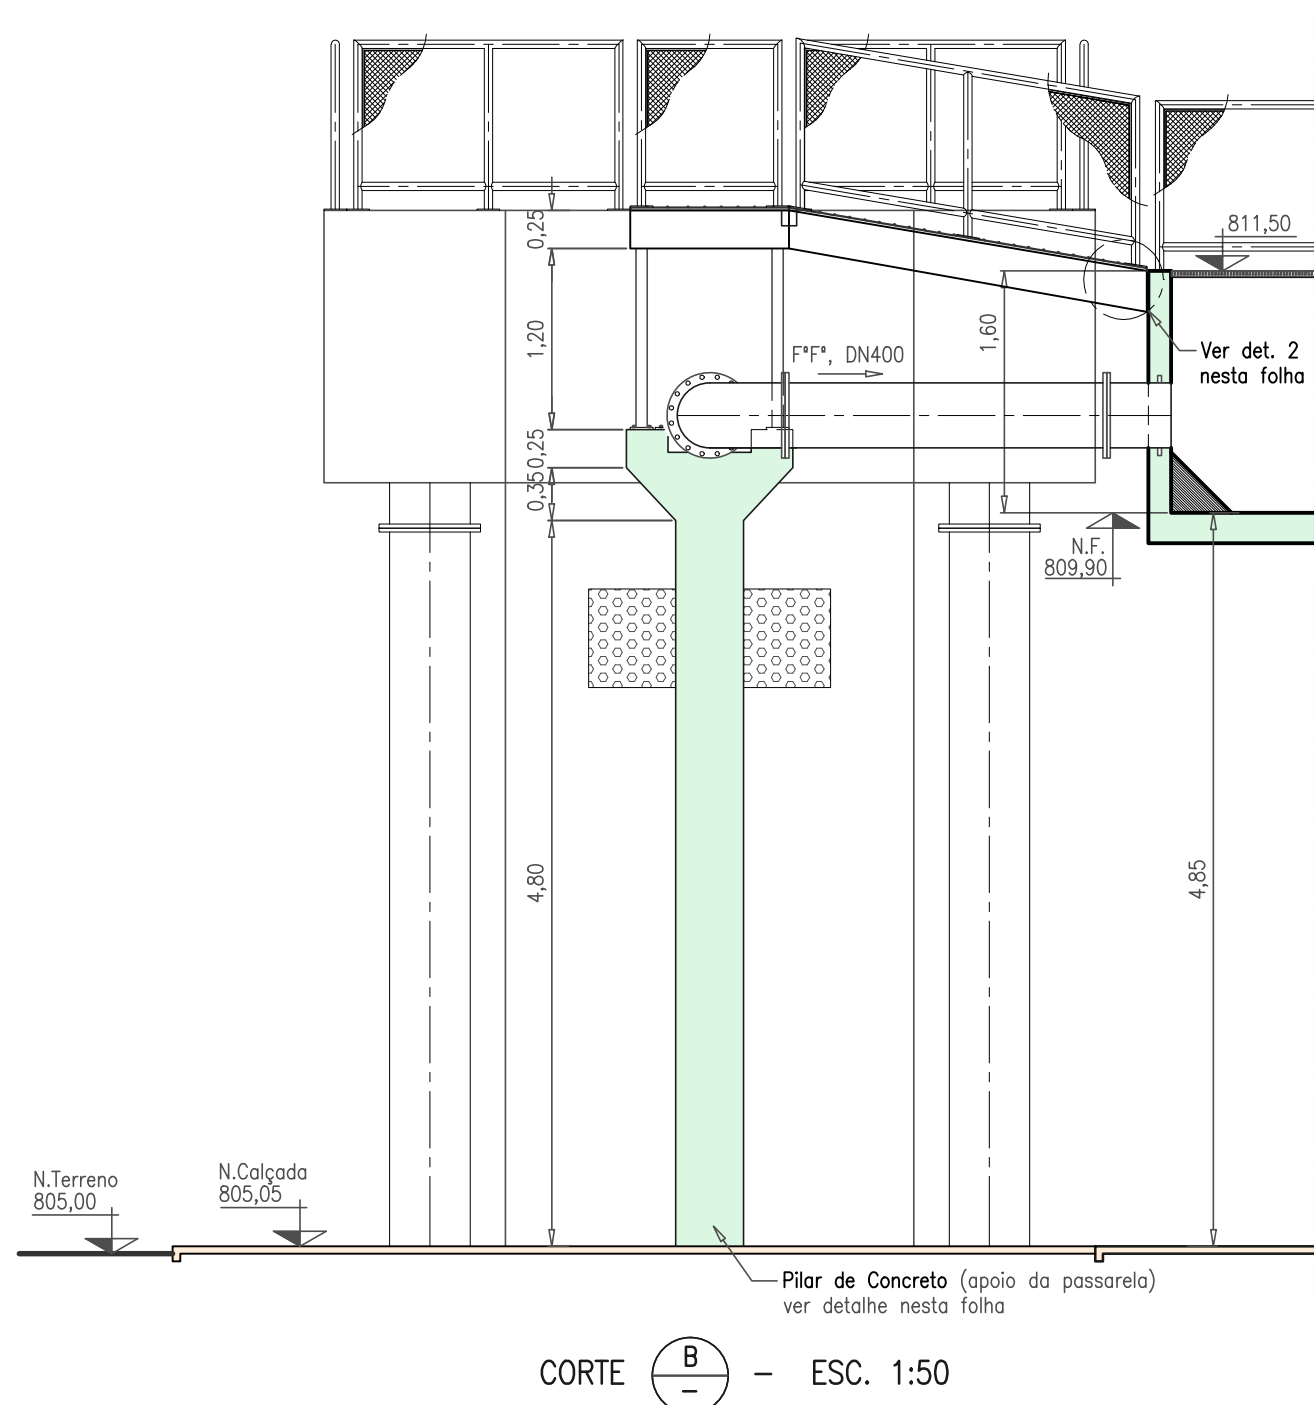 811,50
0,25
1,20
1,60
F°F°, DN400
Ver det. 2
nesta folha
0,25
0,35
N.F.
809,90
4,80
4,85
N.Terreno
805,00
N.Calçada
805,05
Pilar de Concreto (apoio da passarela)
ver detalhe nesta folha
CORTE B – – ESC. 1:50